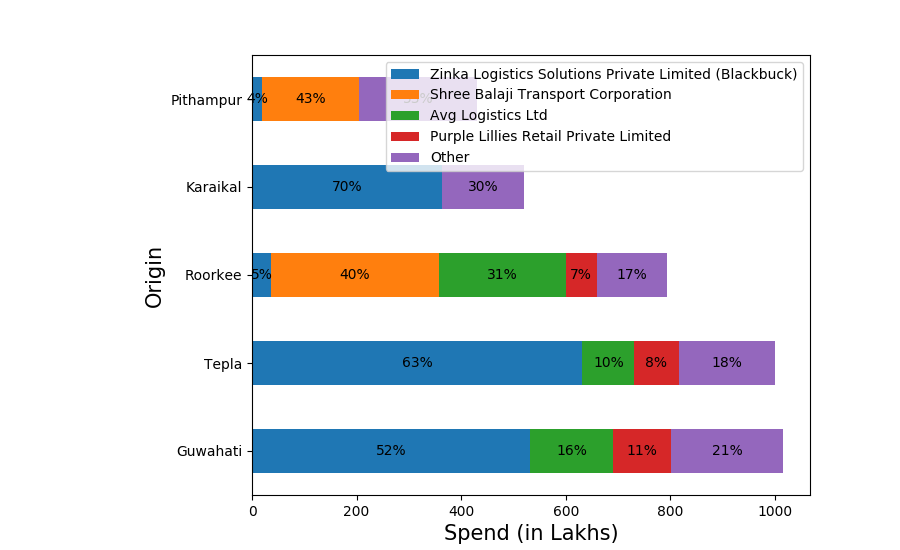 Zinka Logistics Solutions Private Limited (Blackbuck)
Shree Balaji Transport Corporation
Avg Logistics Ltd
Purple Lillies Retail Private Limited
Other
Pithampur 4% 43%
Karaikal 70% 30%
Roorkee 5% 40% 31% 7% 17%
Tepla 63% 10% 8% 18%
Guwahati 52% 16% 11% 21%
Origin
0 200 400 600 800 1000
Spend (in Lakhs)